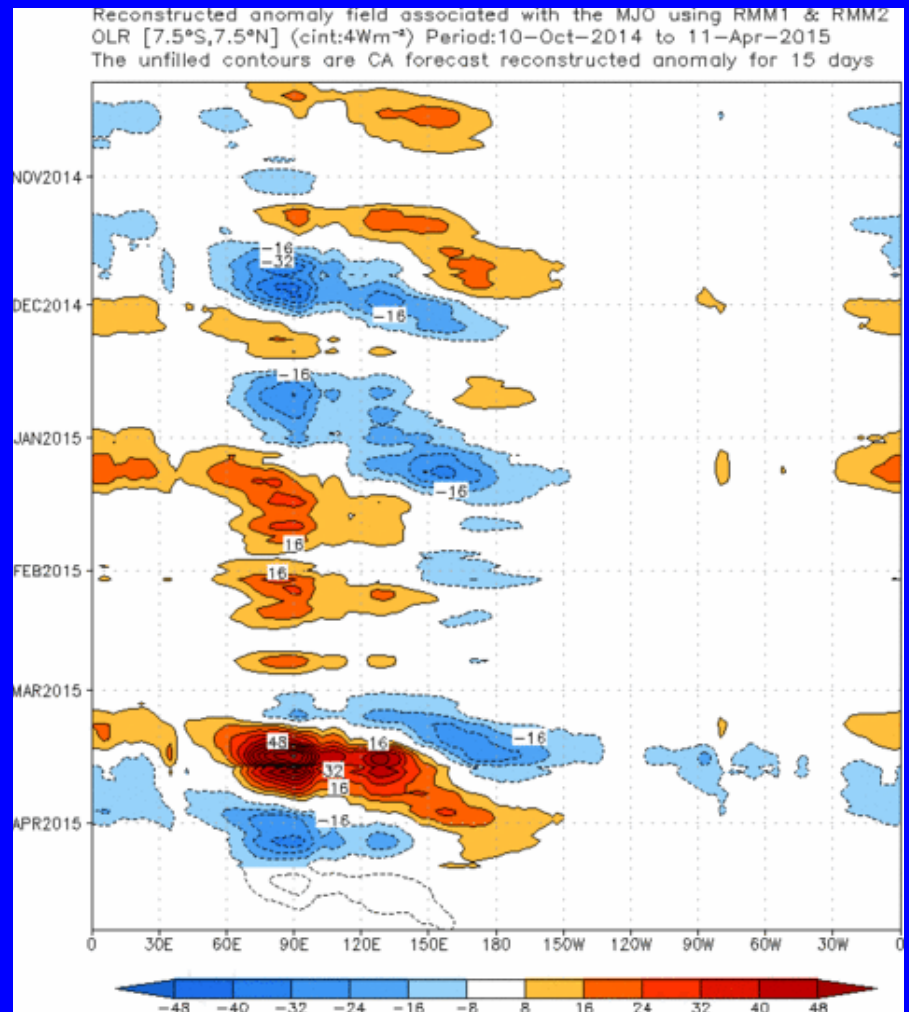 Reconstructed anomaly field associated with the MJO using RMM1 & RMM2
OLR [7.5°S,7.5°N] (cint:4Wm⁻²) Period:10-Oct-2014 to 11-Apr-2015
The unfilled contours are CA forecast reconstructed anomaly for 15 days
NOV2014
-16
-32
DEC2014
-16
-16
JAN2015
-16
16
FEB2015
16
MAR2015
-16
48
16
32
16
APR2015
-16
0 30E 60E 90E 120E 150E 180 150W 120W 90W 60W 30W 0
-48 -40 -32 -24 -16 -8 8 16 24 32 40 48